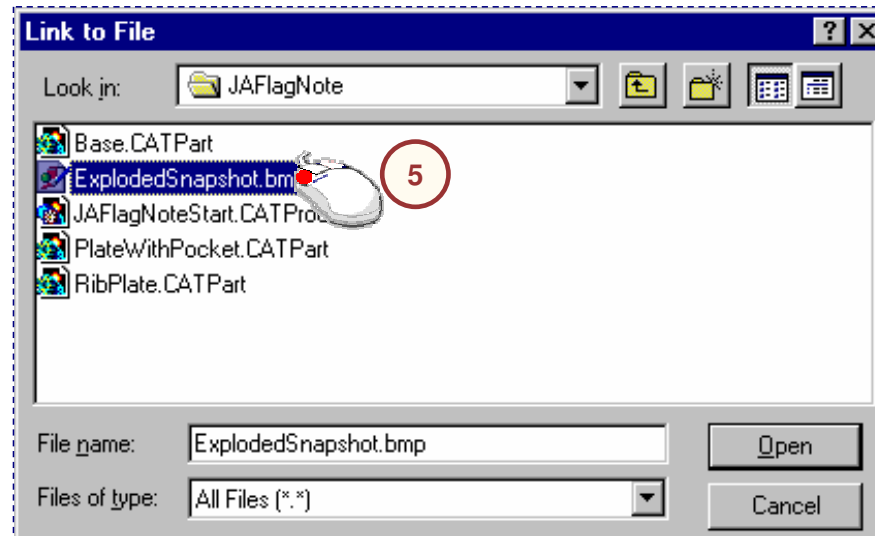 Link to File
Look in: JAFlagNote
Base.CATPart
ExplodedSnapshot.bm
5
JAFlagNoteStart.CATPro
PlateWithPocket.CATPart
RibPlate.CATPart
File name: ExplodedSnapshot.bmp Open
Files of type: All Files (*.*) Cancel